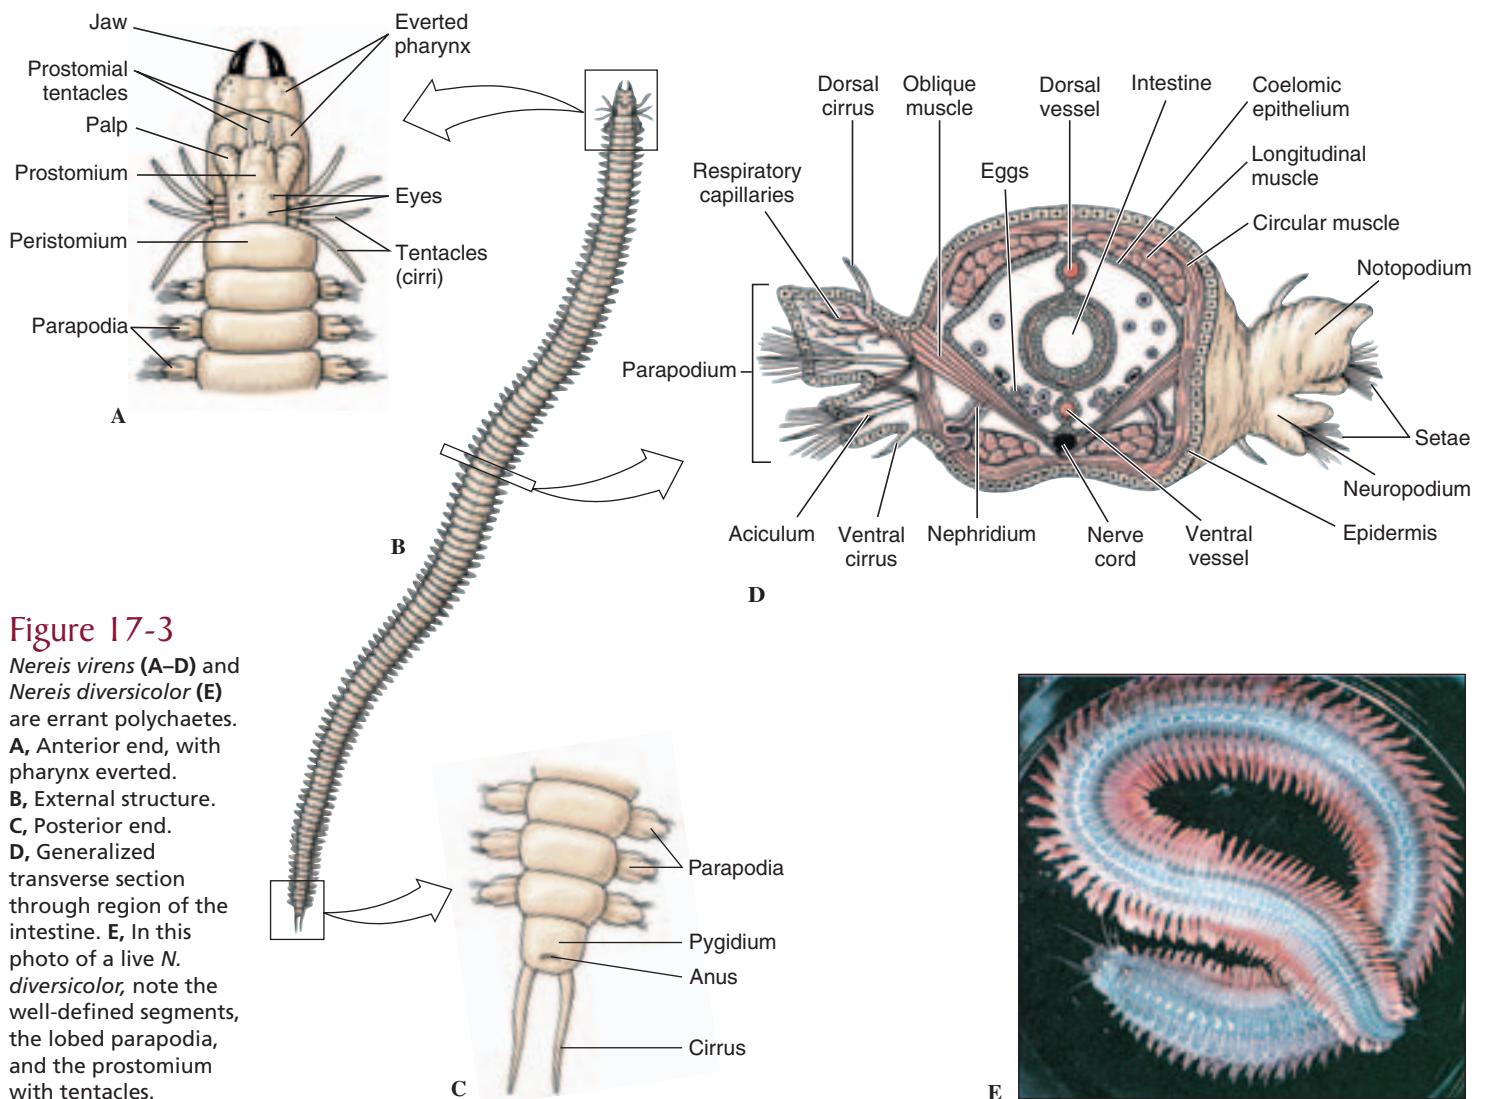 Jaw
Prostomial
tentacles
Palp
Prostomium
Peristomium
Parapodia
Everted
pharynx
Eyes
Tentacles
(cirri)
A
B
Dorsal
cirrus
Oblique
muscle
Dorsal
vessel
Intestine
Coelomic
epithelium
Respiratory
capillaries
Eggs
Longitudinal
muscle
Circular muscle
Notopodium
Parapodium
Setae
Neuropodium
Aciculum
Ventral
cirrus
Nephridium
Nerve
cord
Ventral
vessel
Epidermis
D
Figure 17-3
Nereis virens (A–D) and
Nereis diversicolor (E)
are errant polychaetes.
A, Anterior end, with
pharynx everted.
B, External structure.
C, Posterior end.
D, Generalized
transverse section
through region of the
intestine. E, In this
photo of a live N.
diversicolor, note the
well-defined segments,
the lobed parapodia,
and the prostomium
with tentacles.
Parapodia
Pygidium
Anus
Cirrus
C
E